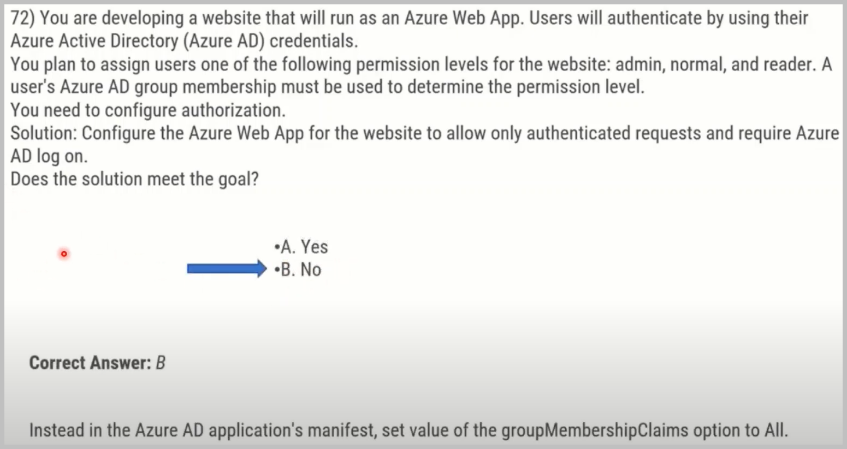 72) You are developing a website that will run as an Azure Web App. Users will authenticate by using their
Azure Active Directory (Azure AD) credentials.
You plan to assign users one of the following permission levels for the website: admin, normal, and reader. A
user's Azure AD group membership must be used to determine the permission level.
You need to configure authorization.
Solution: Configure the Azure Web App for the website to allow only authenticated requests and require Azure
AD log on.
Does the solution meet the goal?
•A. Yes
•B. No
Correct Answer: B
Instead in the Azure AD application's manifest, set value of the groupMembershipClaims option to All.